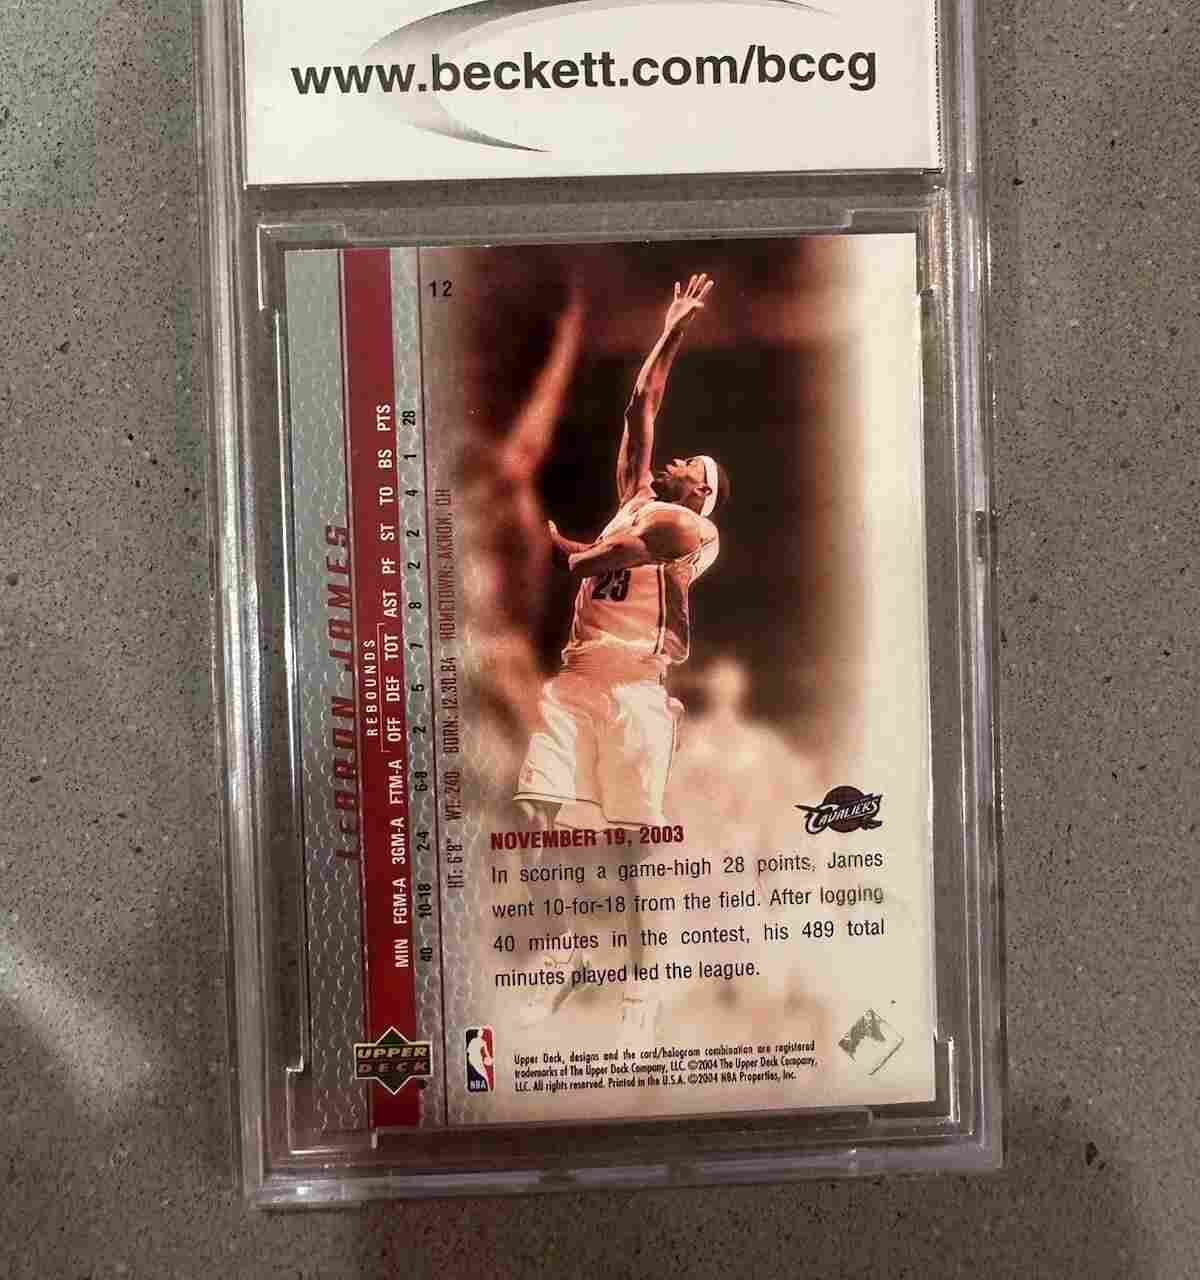 www.beckett.com/bccg
12
LEBRON JAMES
REBOUNDS
MIN FGM-A 3GM-A FTM-A OFF DEF TOT AST PF ST TO BS PTS
40 10-18 2-4 6-8 2 5 7 8 2 2 4 1 28
HT: 6'8" WT: 240 BORN: 12.30.84 HOMETOWN: AKRON, OH
23
CAVALIERS
NOVEMBER 19, 2003
In scoring a game-high 28 points, James
went 10-for-18 from the field. After logging
40 minutes in the contest, his 489 total
minutes played led the league.
UPPER
DECK
NBA
Upper Deck, designs and the card/hologram combination are registered
trademarks of The Upper Deck Company, LLC. ©2004 The Upper Deck Company,
LLC. All rights reserved. Printed in the U.S.A. ©2004 NBA Properties, Inc.